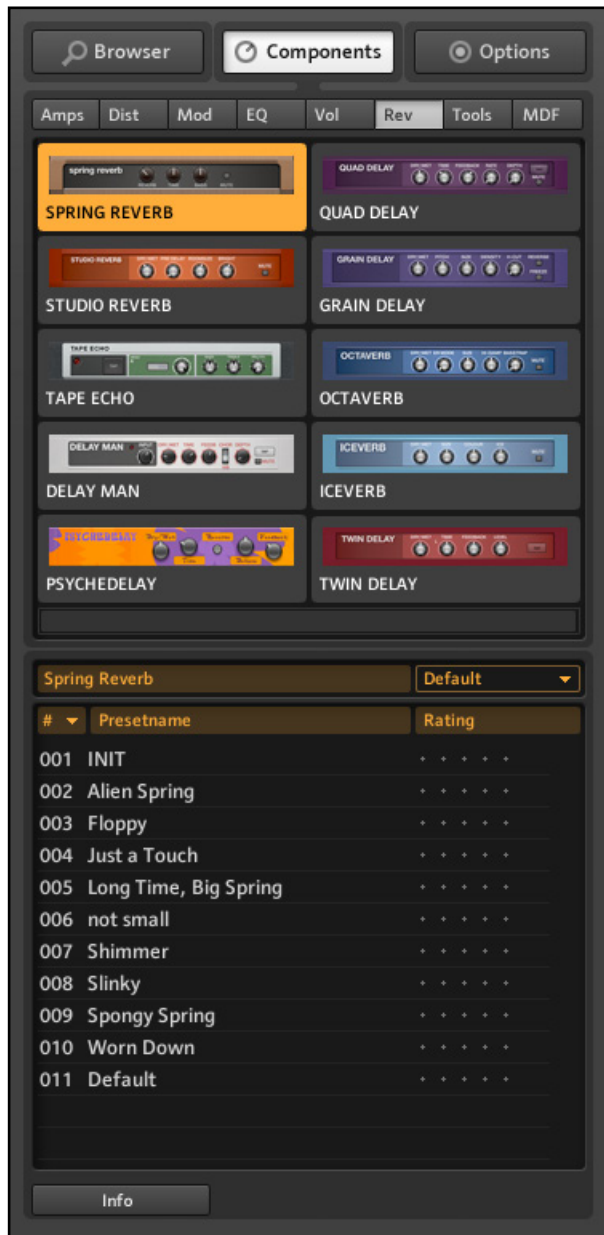 Browser Components Options
Amps Dist Mod EQ Vol Rev Tools MDF
spring reverb
SPRING REVERB
QUAD DELAY
QUAD DELAY
STUDIO REVERB
STUDIO REVERB
GRAIN DELAY
GRAIN DELAY
TAPE ECHO
TAPE ECHO
OCTAVERB
OCTAVERB
DELAY MAN
DELAY MAN
ICEVERB
ICEVERB
PSYCHEDELAY
PSYCHEDELAY
TWIN DELAY
TWIN DELAY
Spring Reverb Default
# Presetname Rating
001 INIT
002 Alien Spring
003 Floppy
004 Just a Touch
005 Long Time, Big Spring
006 not small
007 Shimmer
008 Slinky
009 Spongy Spring
010 Worn Down
011 Default
Info